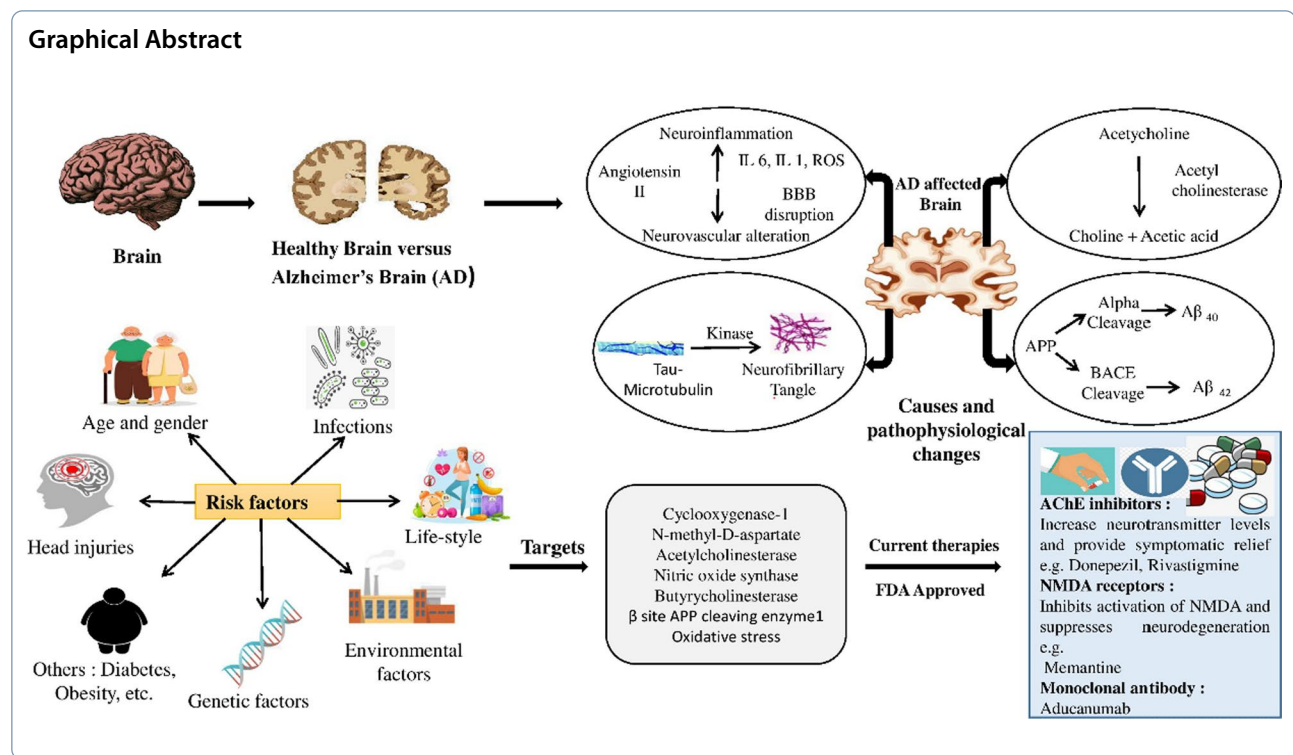 Graphical Abstract
Brain
Healthy Brain versus
Alzheimer's Brain (AD)
Neuroinflammation
IL 6, IL 1, ROS
Angiotensin
II
BBB
disruption
Neurovascular alteration
AD affected
Brain
Acetycholine
Acetyl
cholinesterase
Choline + Acetic acid
Kinase
Tau-
Microtubulin
Neurofibrillary
Tangle
Alpha
Cleavage
Aβ 40
APP
BACE
Cleavage
Aβ 42
Causes and
pathophysiological
changes
Age and gender
Infections
Head injuries
Risk factors
Life-style
Others : Diabetes,
Obesity, etc.
Genetic factors
Environmental
factors
Targets
Cyclooxygenase-1
N-methyl-D-aspartate
Acetylcholinesterase
Nitric oxide synthase
Butyrycholinesterase
β site APP cleaving enzyme1
Oxidative stress
Current therapies
FDA Approved
AChE inhibitors :
Increase neurotransmitter levels
and provide symptomatic relief
e.g. Donepezil, Rivastigmine
NMDA receptors :
Inhibits activation of NMDA and
suppresses neurodegeneration
e.g.
Memantine
Monoclonal antibody :
Aducanumab